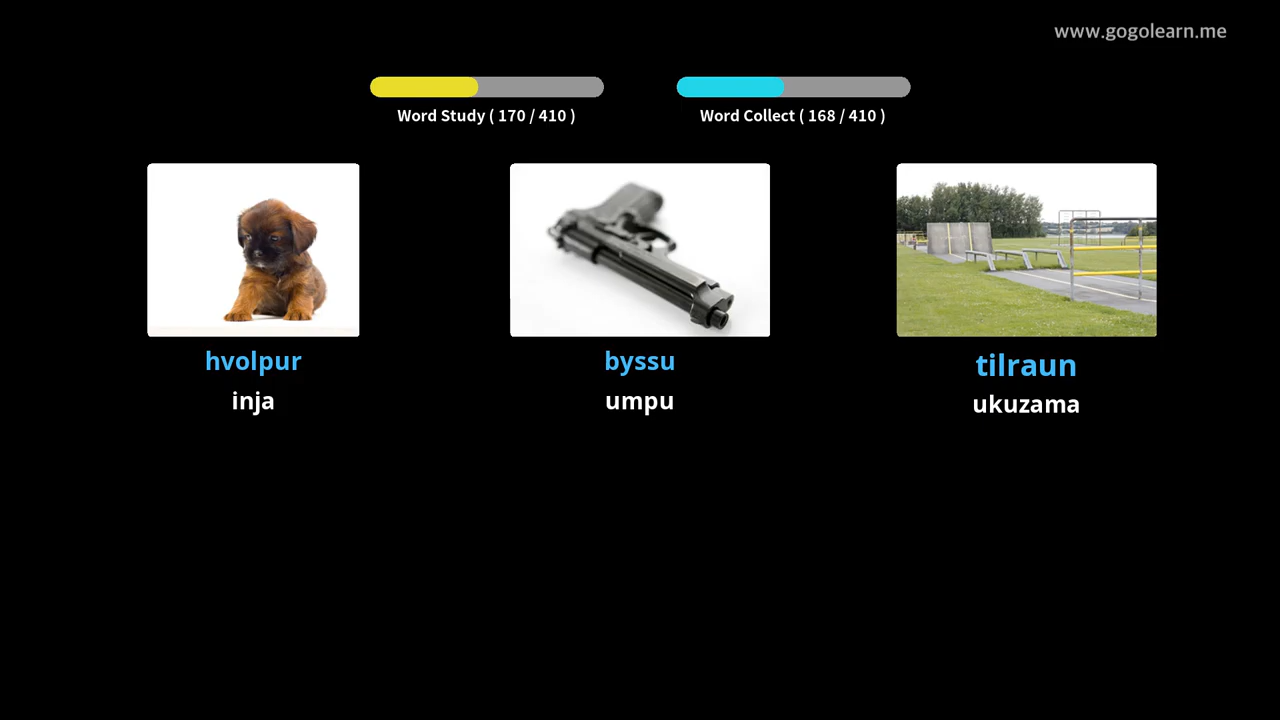 www.gogolearn.me
Word Study ( 170 / 410 )
Word Collect ( 168 / 410 )
hvolpur
inja
byssu
umpu
tilraun
ukuzama